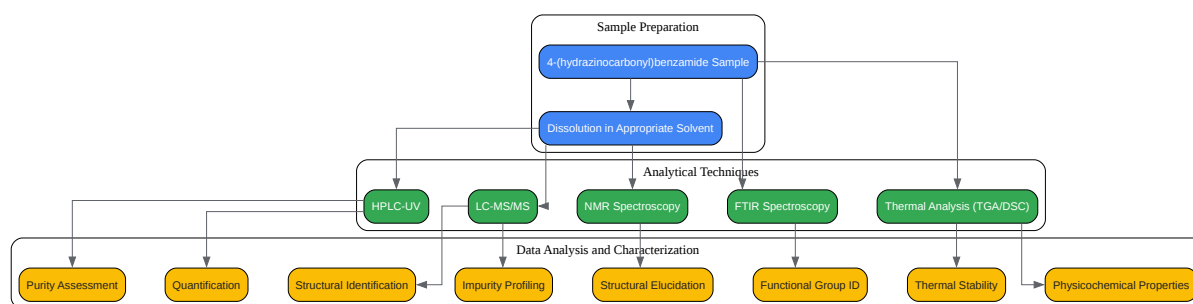 Sample Preparation
4-(hydrazinocarbonyl)benzamide Sample
Dissolution in Appropriate Solvent
Analytical Techniques
HPLC-UV
LC-MS/MS
NMR Spectroscopy
FTIR Spectroscopy
Thermal Analysis (TGA/DSC)
Data Analysis and Characterization
Purity Assessment
Quantification
Structural Identification
Impurity Profiling
Structural Elucidation
Functional Group ID
Thermal Stability
Physicochemical Properties